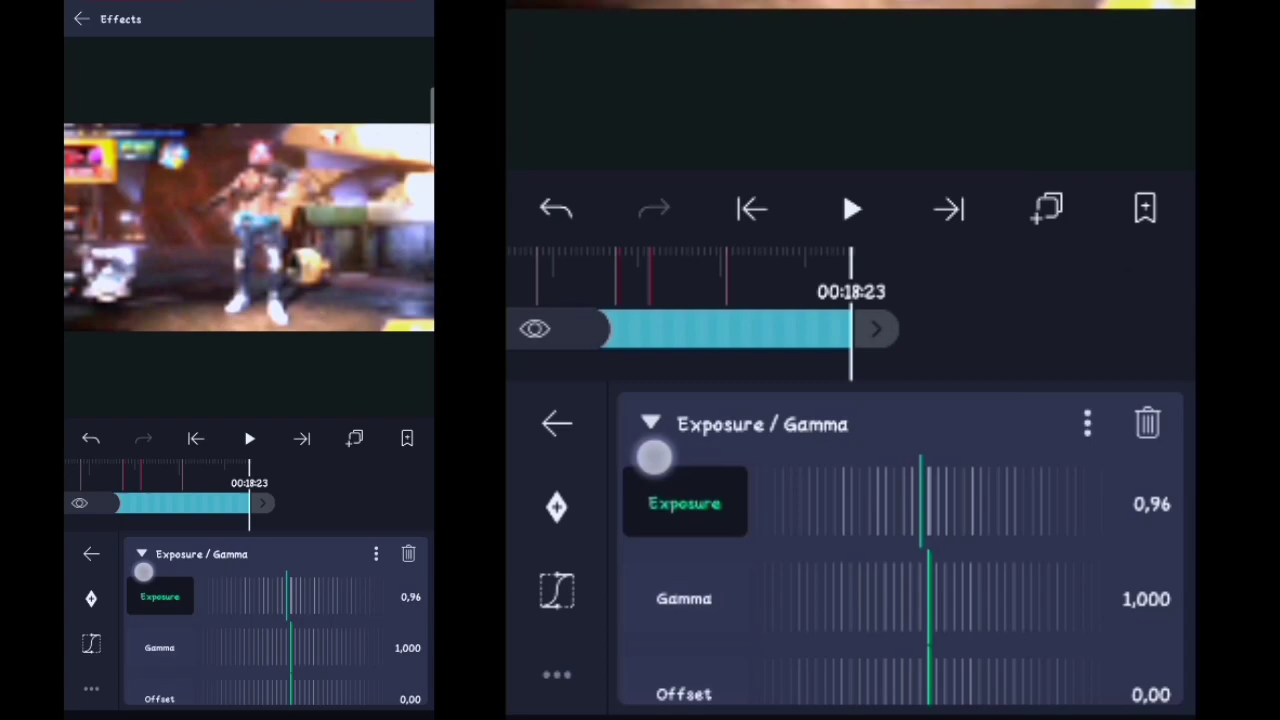 Effects
00:18:23
Exposure / Gamma
Exposure 0,96
Gamma 1,000
Offset 0,00
00:18:23
Exposure / Gamma
Exposure 0,96
Gamma 1,000
Offset 0,00